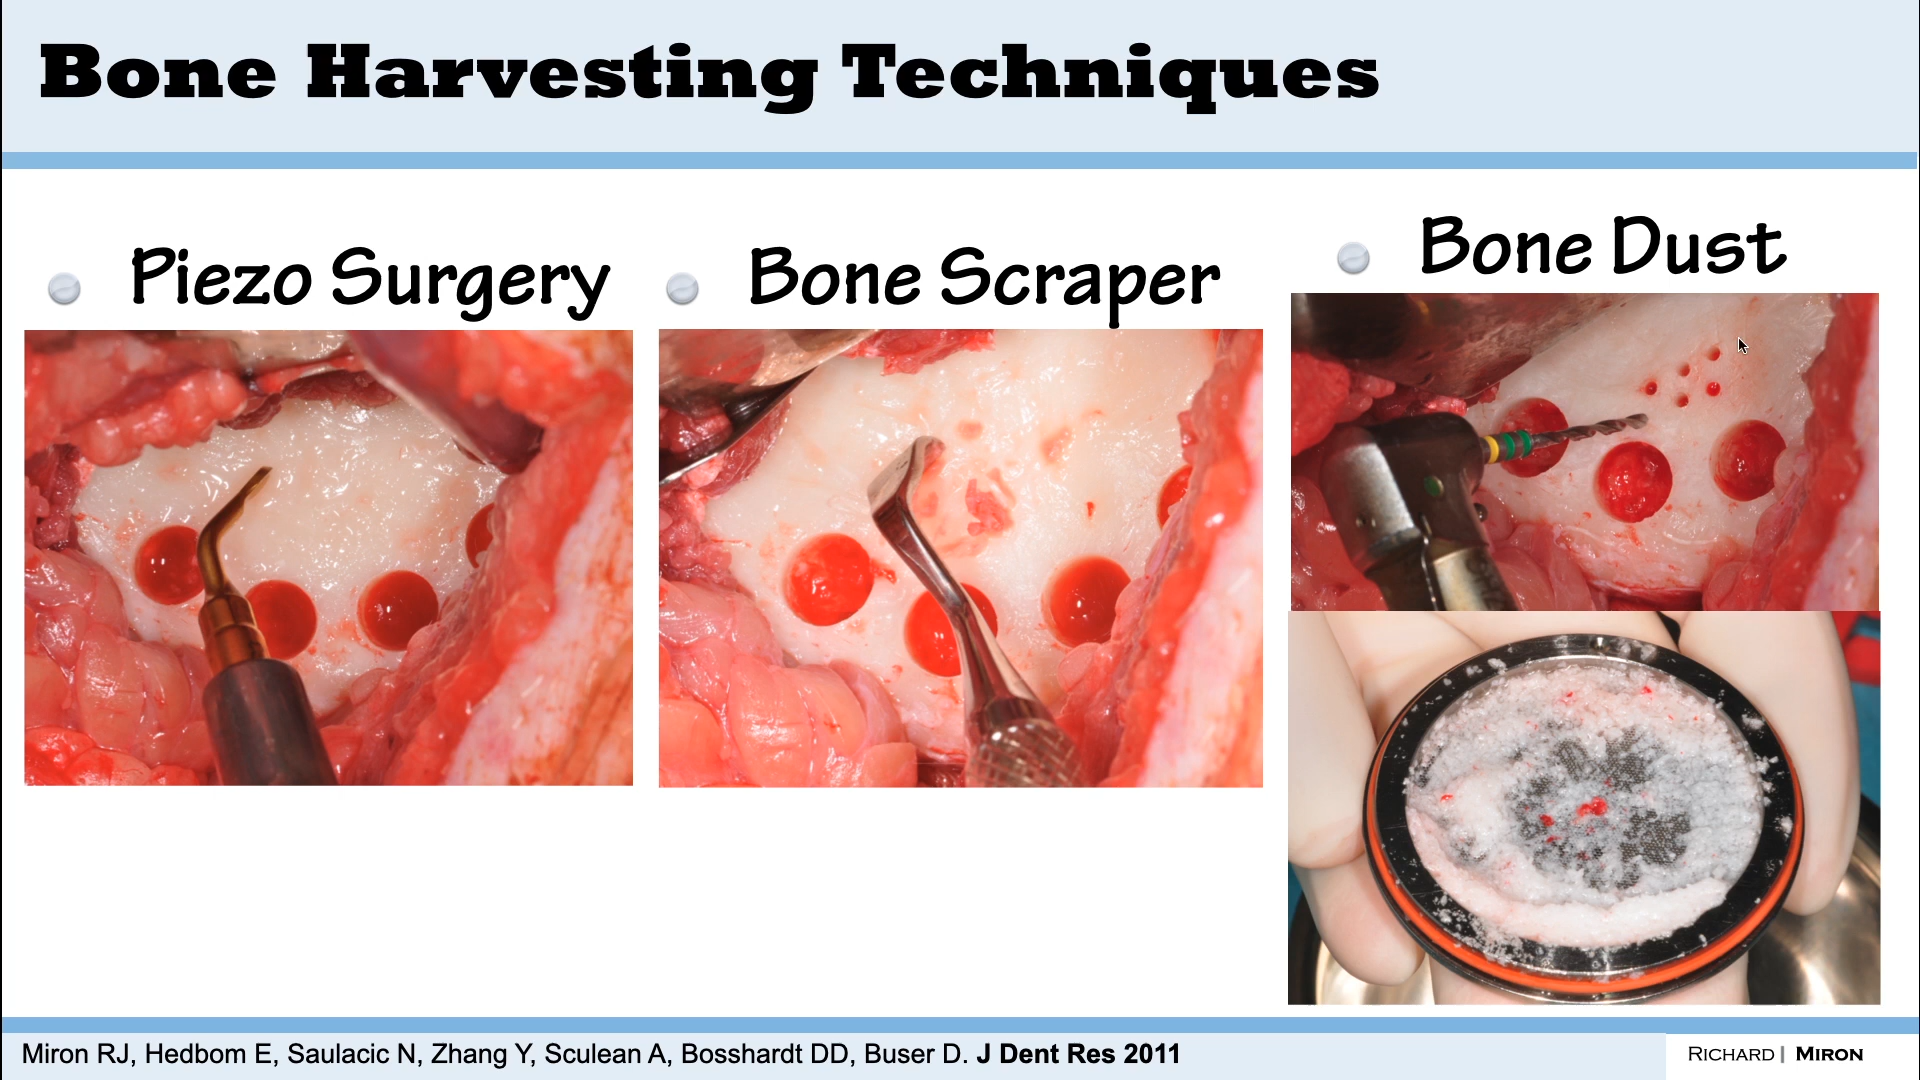 Bone Harvesting Techniques
Piezo Surgery
Bone Scraper
Bone Dust
Miron RJ, Hedbom E, Saulacic N, Zhang Y, Sculean A, Bosshardt DD, Buser D. J Dent Res 2011
RICHARD | MIRON